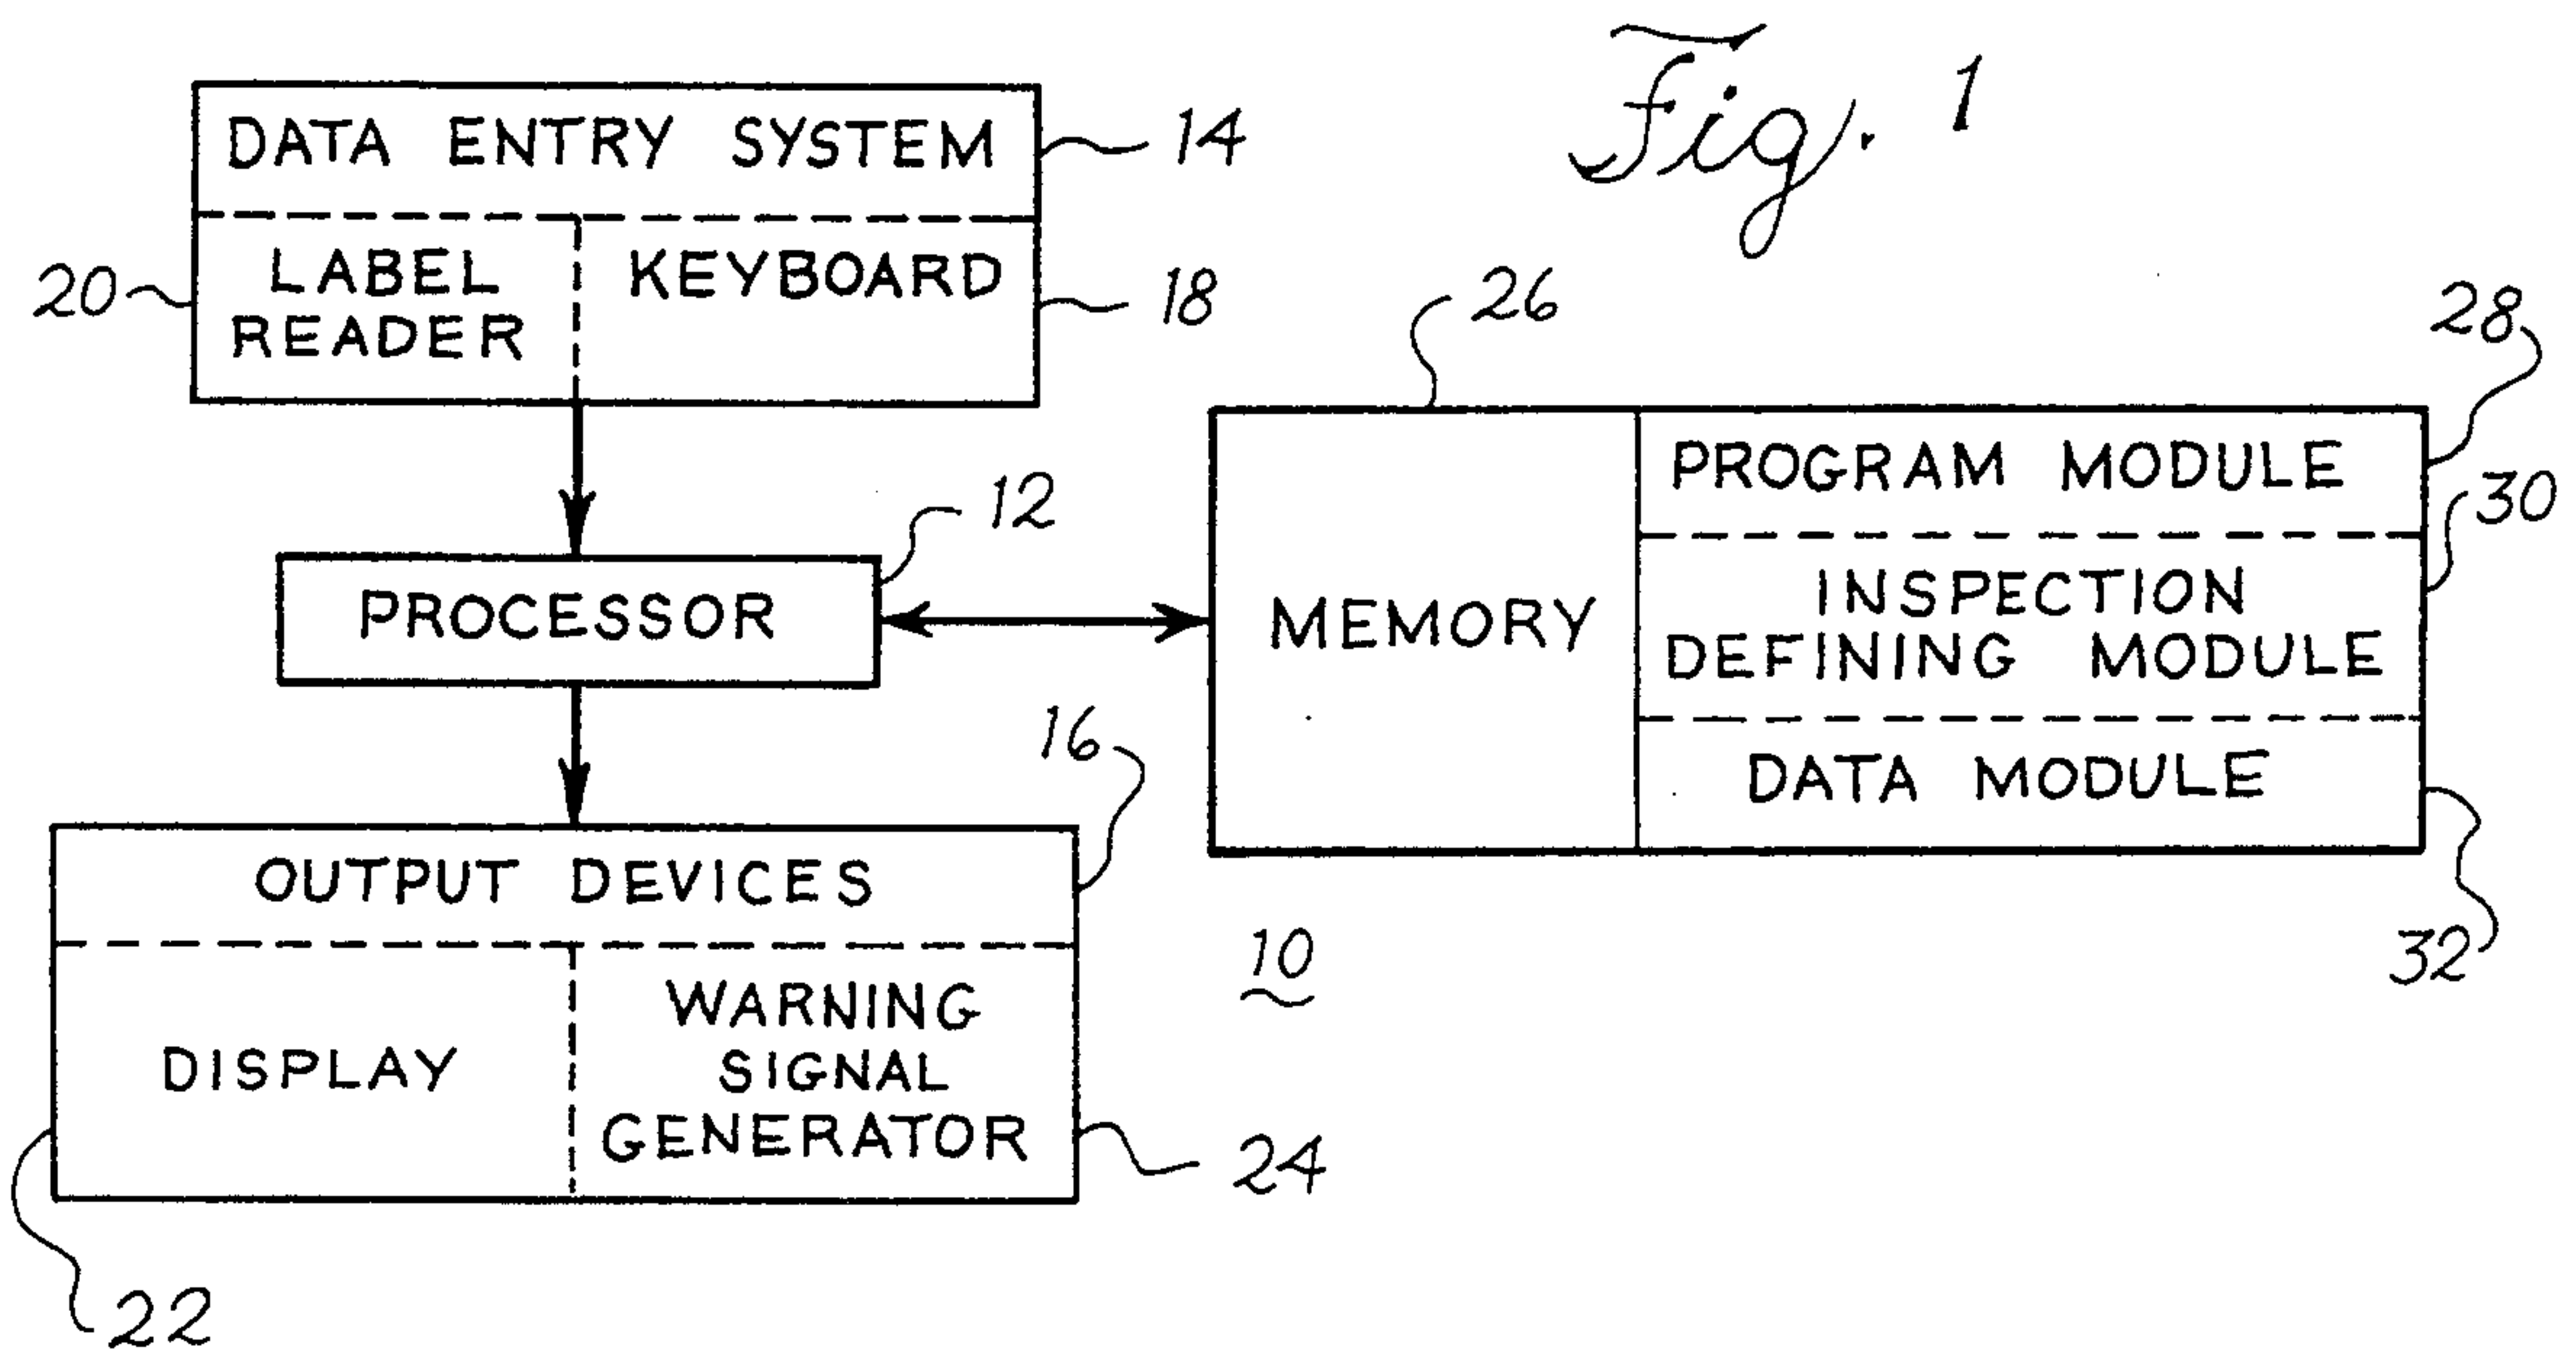 Fig. 1
DATA ENTRY SYSTEM
14
LABEL
READER
KEYBOARD
20
18
26
28
PROGRAM MODULE
30
12
PROCESSOR
MEMORY
INSPECTION
DEFINING MODULE
16
DATA MODULE
OUTPUT DEVICES
10
32
DISPLAY
WARNING
SIGNAL
GENERATOR
24
22